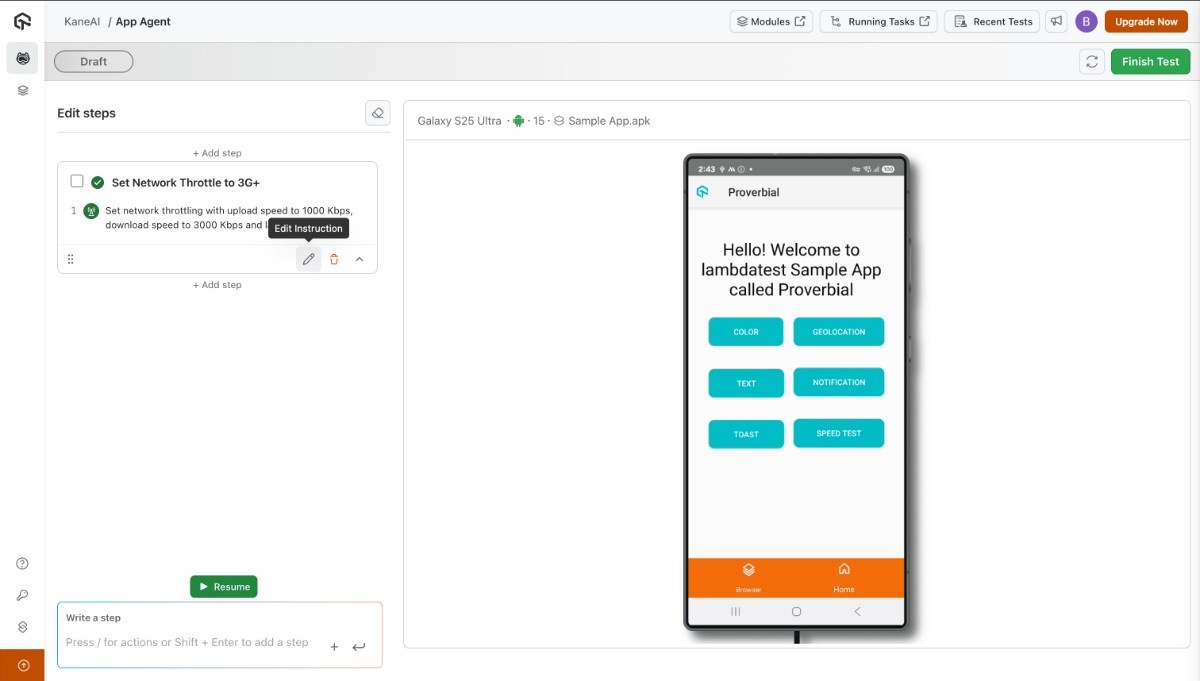 KaneAI / App Agent
Modules
Running Tasks
Recent Tests
B
Upgrade Now
Draft
Finish Test
Edit steps
+ Add step
Set Network Throttle to 3G+
1 Set network throttling with upload speed to 1000 Kbps,
download speed to 3000 Kbps and
Edit Instruction
+ Add step
Resume
Write a step
Press / for actions or Shift + Enter to add a step
Galaxy S25 Ultra · 15 · Sample App.apk
2:43
100
Proverbial
Hello! Welcome to
lambdatest Sample App
called Proverbial
COLOR
GEOLOCATION
TEXT
NOTIFICATION
TOAST
SPEED TEST
Browser
Home